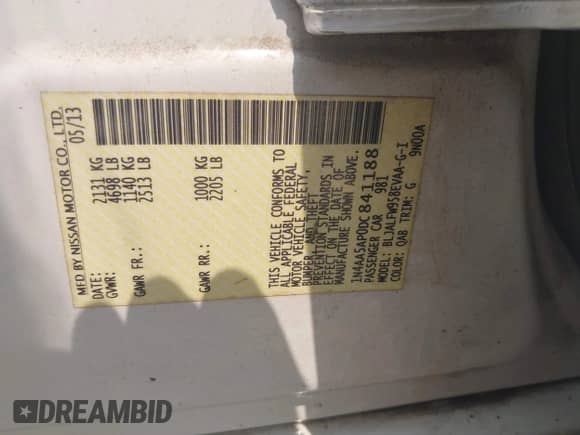 MFD BY NISSAN MOTOR CO., LTD.
DATE: 05/13
GVWR: 2131 KG
4698 LB
GAWR FR: 1140 KG
2513 LB
GAWR RR: 1000 KG
2205 LB
THIS VEHICLE CONFORMS TO
ALL APPLICABLE FEDERAL
MOTOR VEHICLE SAFETY,
BUMPER, AND THEFT
PREVENTION STANDARDS IN
EFFECT ON THE DATE OF
MANUFACTURE SHOWN ABOVE.
1N4AA5AP0DC841188
PASSENGER CAR 981
MODEL: BLJALFW958EVAA-G-I
COLOR: QAB TRIM: G 9N00A
DREAMBID